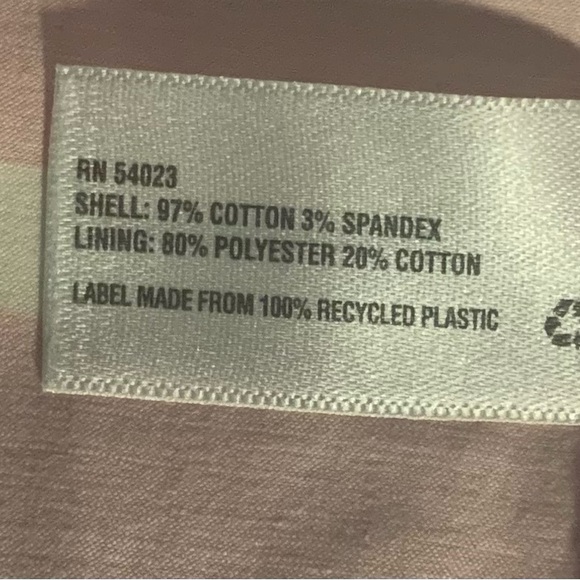 RN 54023
SHELL: 97% COTTON 3% SPANDEX
LINING: 80% POLYESTER 20% COTTON
LABEL MADE FROM 100% RECYCLED PLASTIC